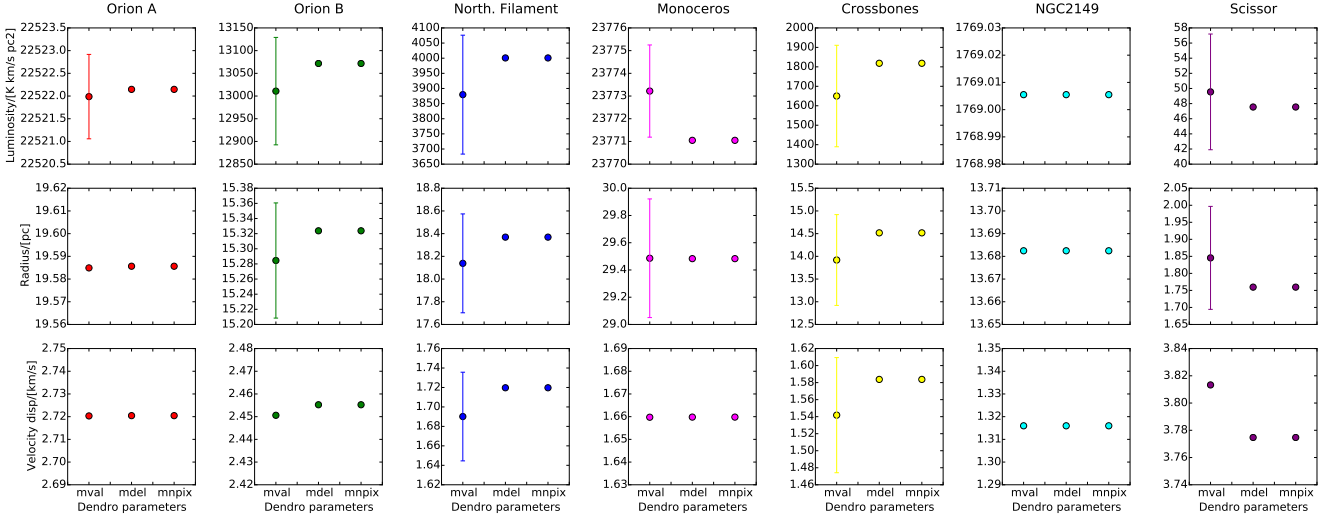 Orion A Orion B North. Filament Monoceros Crossbones NGC2149 Scissor
Luminosity/[K km/s pc2]
22523.5 13150 4100 23776 2000 1769.03 58
22523.0 13100 4050 23775 1900 1769.02 56
22522.5 13050 4000 23774 1800 1769.01 54
22522.0 13000 3950 23773 1700 1769.00 52
22521.5 12950 3900 23772 1600 1768.99 50
22521.0 12900 3850 23771 1500 1768.98 48
22520.5 12850 3800 23770 1400 46
3750 1300 44
3700 42
3650 40
Radius/[pc]
19.62 15.38 18.8 30.0 15.5 13.71 2.05
19.61 15.36 18.6 29.8 15.0 13.70 2.00
19.60 15.34 18.4 29.6 14.5 13.69 1.95
19.59 15.32 18.2 29.4 14.0 13.68 1.90
19.58 15.30 18.0 29.2 13.5 13.67 1.85
19.57 15.28 17.8 29.0 13.0 13.66 1.80
19.56 15.26 17.6 12.5 13.65 1.75
15.24 1.70
15.22 1.65
15.20
Velocity disp/[km/s]
2.75 2.48 1.76 1.69 1.62 1.35 3.84
2.74 2.47 1.74 1.68 1.60 1.34 3.82
2.73 2.46 1.72 1.67 1.58 1.33 3.80
2.72 2.45 1.70 1.66 1.56 1.32 3.78
2.71 2.44 1.68 1.65 1.54 1.31 3.76
2.70 2.43 1.66 1.64 1.52 1.30 3.74
2.69 2.42 1.64 1.63 1.50 1.29
1.62 1.48
1.46
mval mdel mnpix mval mdel mnpix mval mdel mnpix mval mdel mnpix mval mdel mnpix mval mdel mnpix mval mdel mnpix
Dendro parameters Dendro parameters Dendro parameters Dendro parameters Dendro parameters Dendro parameters Dendro parameters